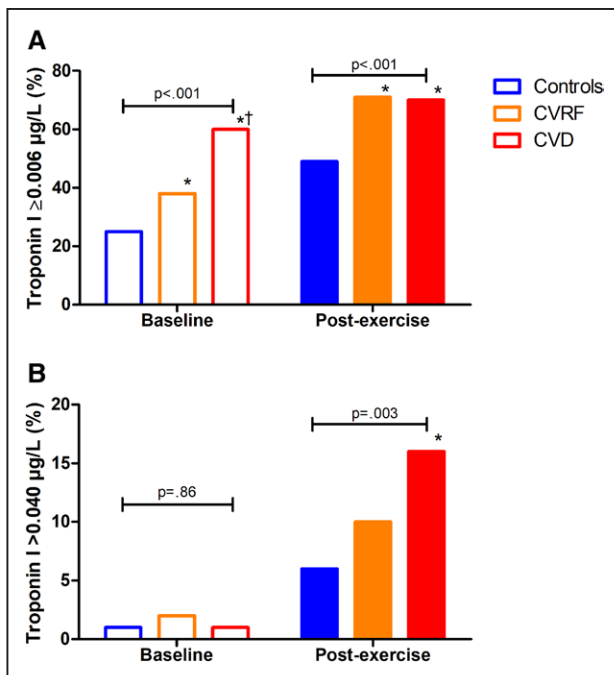 A
Troponin I ≥0.006 µg/L (%)
80
60
40
20
0
p<.001
p<.001
*
*†
*
*
Baseline
Post-exercise
Controls
CVRF
CVD
B
Troponin I >0.040 µg/L (%)
20
15
10
5
0
p=.86
p=.003
*
Baseline
Post-exercise